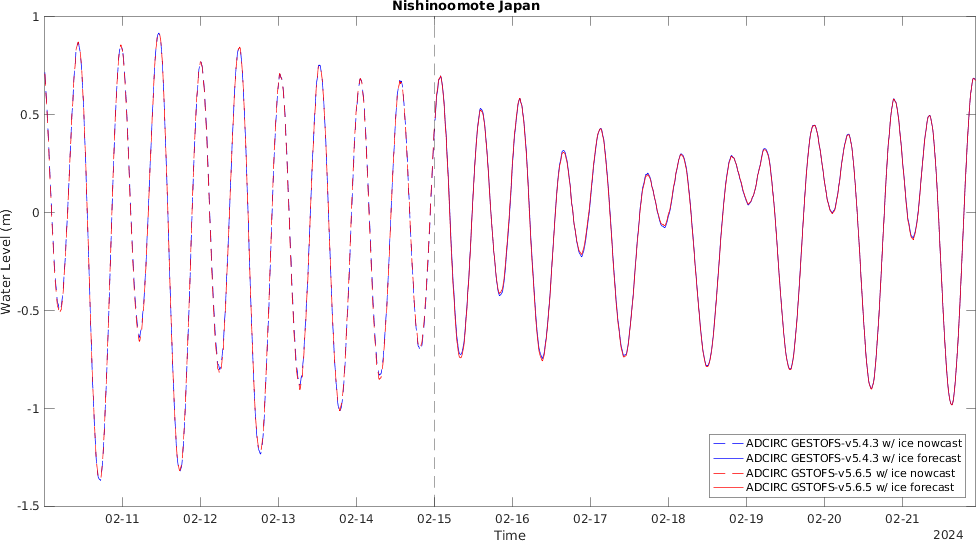 Nishinoomote Japan
Water Level (m)
1
0.5
0
-0.5
-1
-1.5
ADCIRC GESTOFS-v5.4.3 w/ ice nowcast
ADCIRC GESTOFS-v5.4.3 w/ ice forecast
ADCIRC GSTOFS-v5.6.5 w/ ice nowcast
ADCIRC GSTOFS-v5.6.5 w/ ice forecast
02-11 02-12 02-13 02-14 02-15 02-16 02-17 02-18 02-19 02-20 02-21
Time
2024